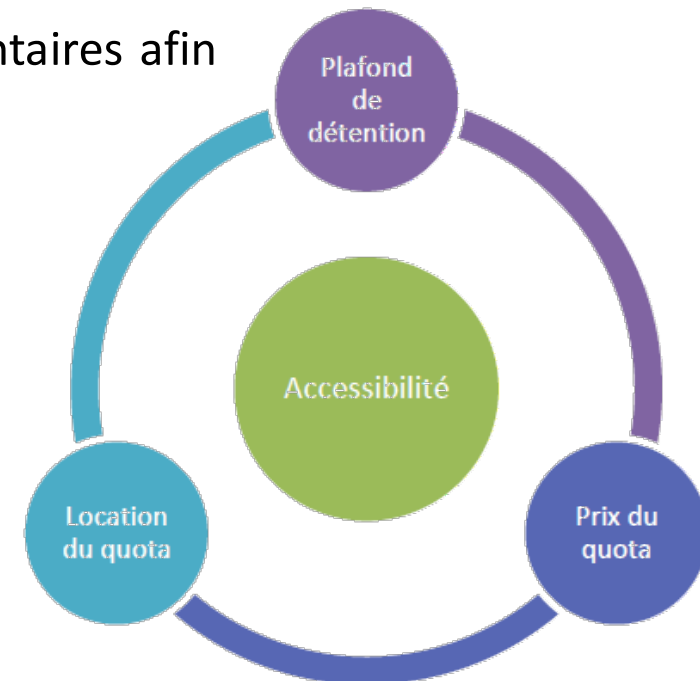 ntaires afin
Plafond
de
détention
Accessibilité
Location
du quota
Prix du
quota